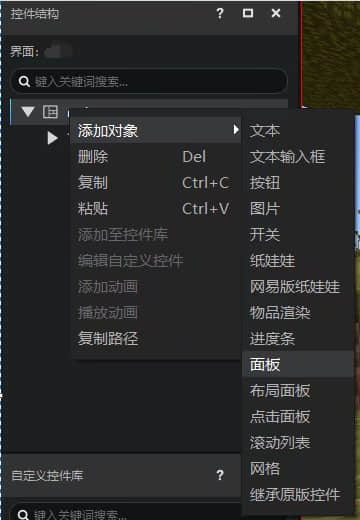 控件结构 ?
界面:
键入关键词搜索...
添加对象
删除 Del
复制 Ctrl+C
粘贴 Ctrl+V
添加至控件库
编辑自定义控件
添加动画
播放动画
复制路径
文本
文本输入框
按钮
图片
开关
纸娃娃
网易版纸娃娃
物品渲染
进度条
面板
布局面板
点击面板
滚动列表
网格
继承原版控件
自定义控件库 ?
键入关键词搜索...